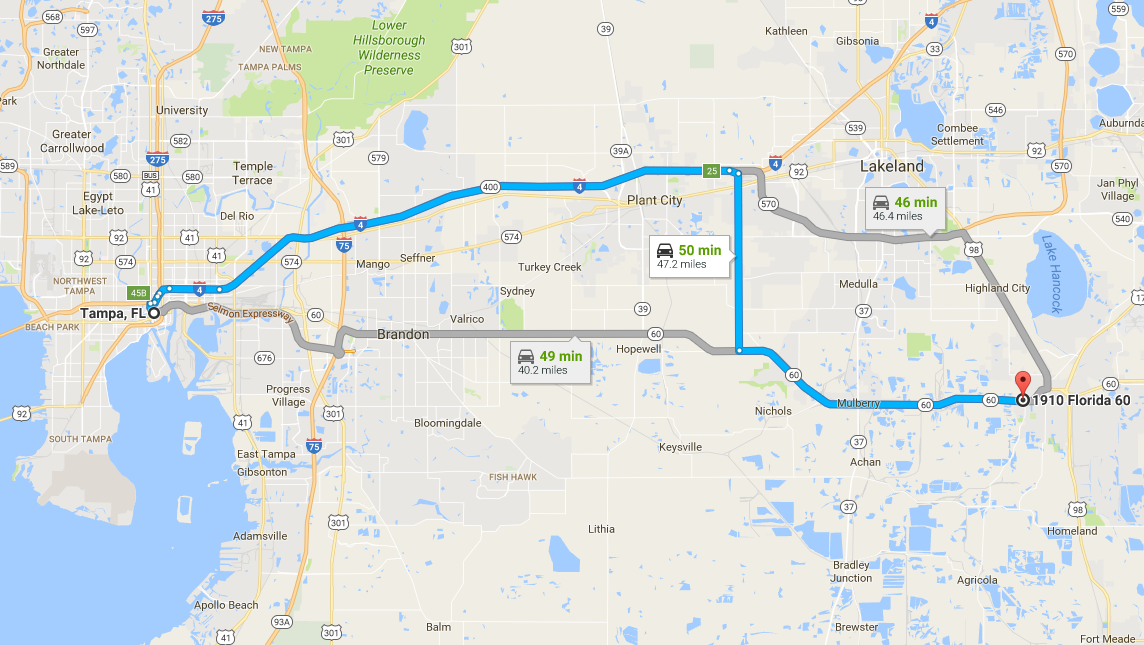 568
597
275
Greater
Northdale
NEW TAMPA
TAMPA PALMS
Lower
Hillsborough
Wilderness
Preserve
301
39
Kathleen
Gibsonia
4
33
559
570
Park
University
Greater
Carrollwood
582
275
BUS
41
580
580
589
Temple
Terrace
Egypt
Lake-Leto
Del Rio
301
579
39A
546
539
Combee
Settlement
92
Auburnda
570
Lakeland
4
92
25
400
4
Plant City
570
46 min
46.4 miles
Jan Phyl
Village
540
92
41
92
574
41
4
75
574
574
Mango
Seffner
Turkey Creek
Sydney
50 min
47.2 miles
98
Lake Hancock
Medulla
Highland City
17
NORTHWEST
TAMPA
45B
4
Tampa, FL
Selmon Expressway
60
BEACH PARK
Valrico
Brandon
39
37
60
Hopewell
49 min
40.2 miles
676
60
Progress
Village
301
41
92
Nichols
Mulberry
60
60
1910 Florida 60
60
SOUTH TAMPA
75
Bloomingdale
Keysville
37
Achan
East Tampa
Gibsonton
FISH HAWK
37
98
Homeland
301
Adamsville
Lithia
Bradley
Junction
Agricola
Apollo Beach
93A
41
301
Balm
Brewster
Fort Meade